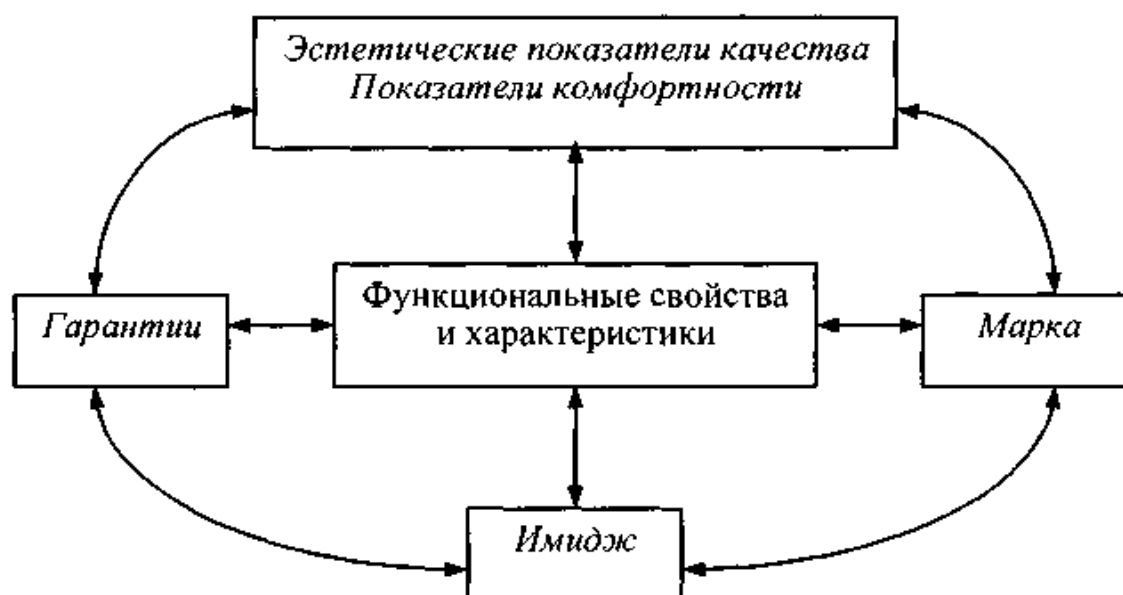 Эстетические показатели качества
Показатели комфортности
Гарантии
Функциональные свойства
и характеристики
Марка
Имидж